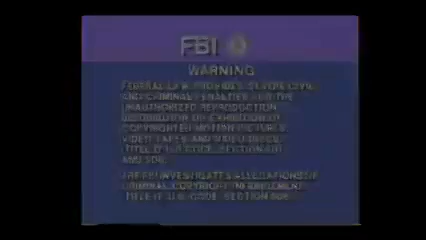 FBI
WARNING
FEDERAL LAW PROVIDES SEVERE CIVIL
AND CRIMINAL PENALTIES FOR THE
UNAUTHORIZED REPRODUCTION,
DISTRIBUTION OR EXHIBITION OF
COPYRIGHTED MOTION PICTURES,
VIDEO TAPES AND VIDEO DISCS.
TITLE 17 U.S. CODE, SECTION 501
AND 506.
THE FBI INVESTIGATES ALLEGATIONS OF
CRIMINAL COPYRIGHT INFRINGEMENT,
TITLE 17, U.S. CODE, SECTION 506.